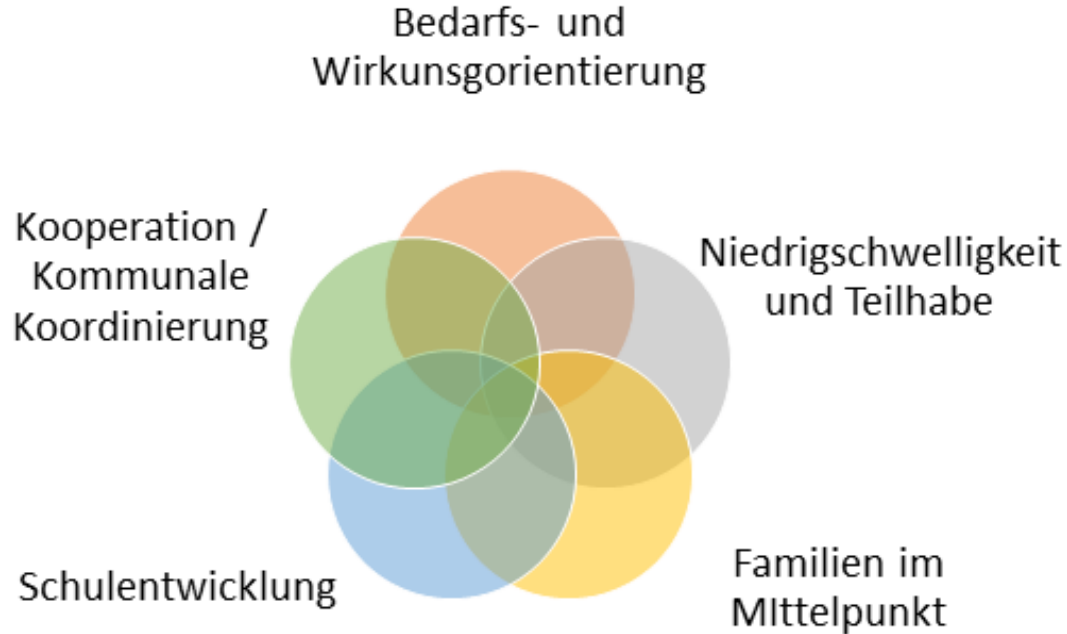 Bedarfs- und
Wirkunsgorientierung
Kooperation /
Kommunale
Koordinierung
Niedrigschwelligkeit
und Teilhabe
Schulentwicklung
Familien im
MIttelpunkt